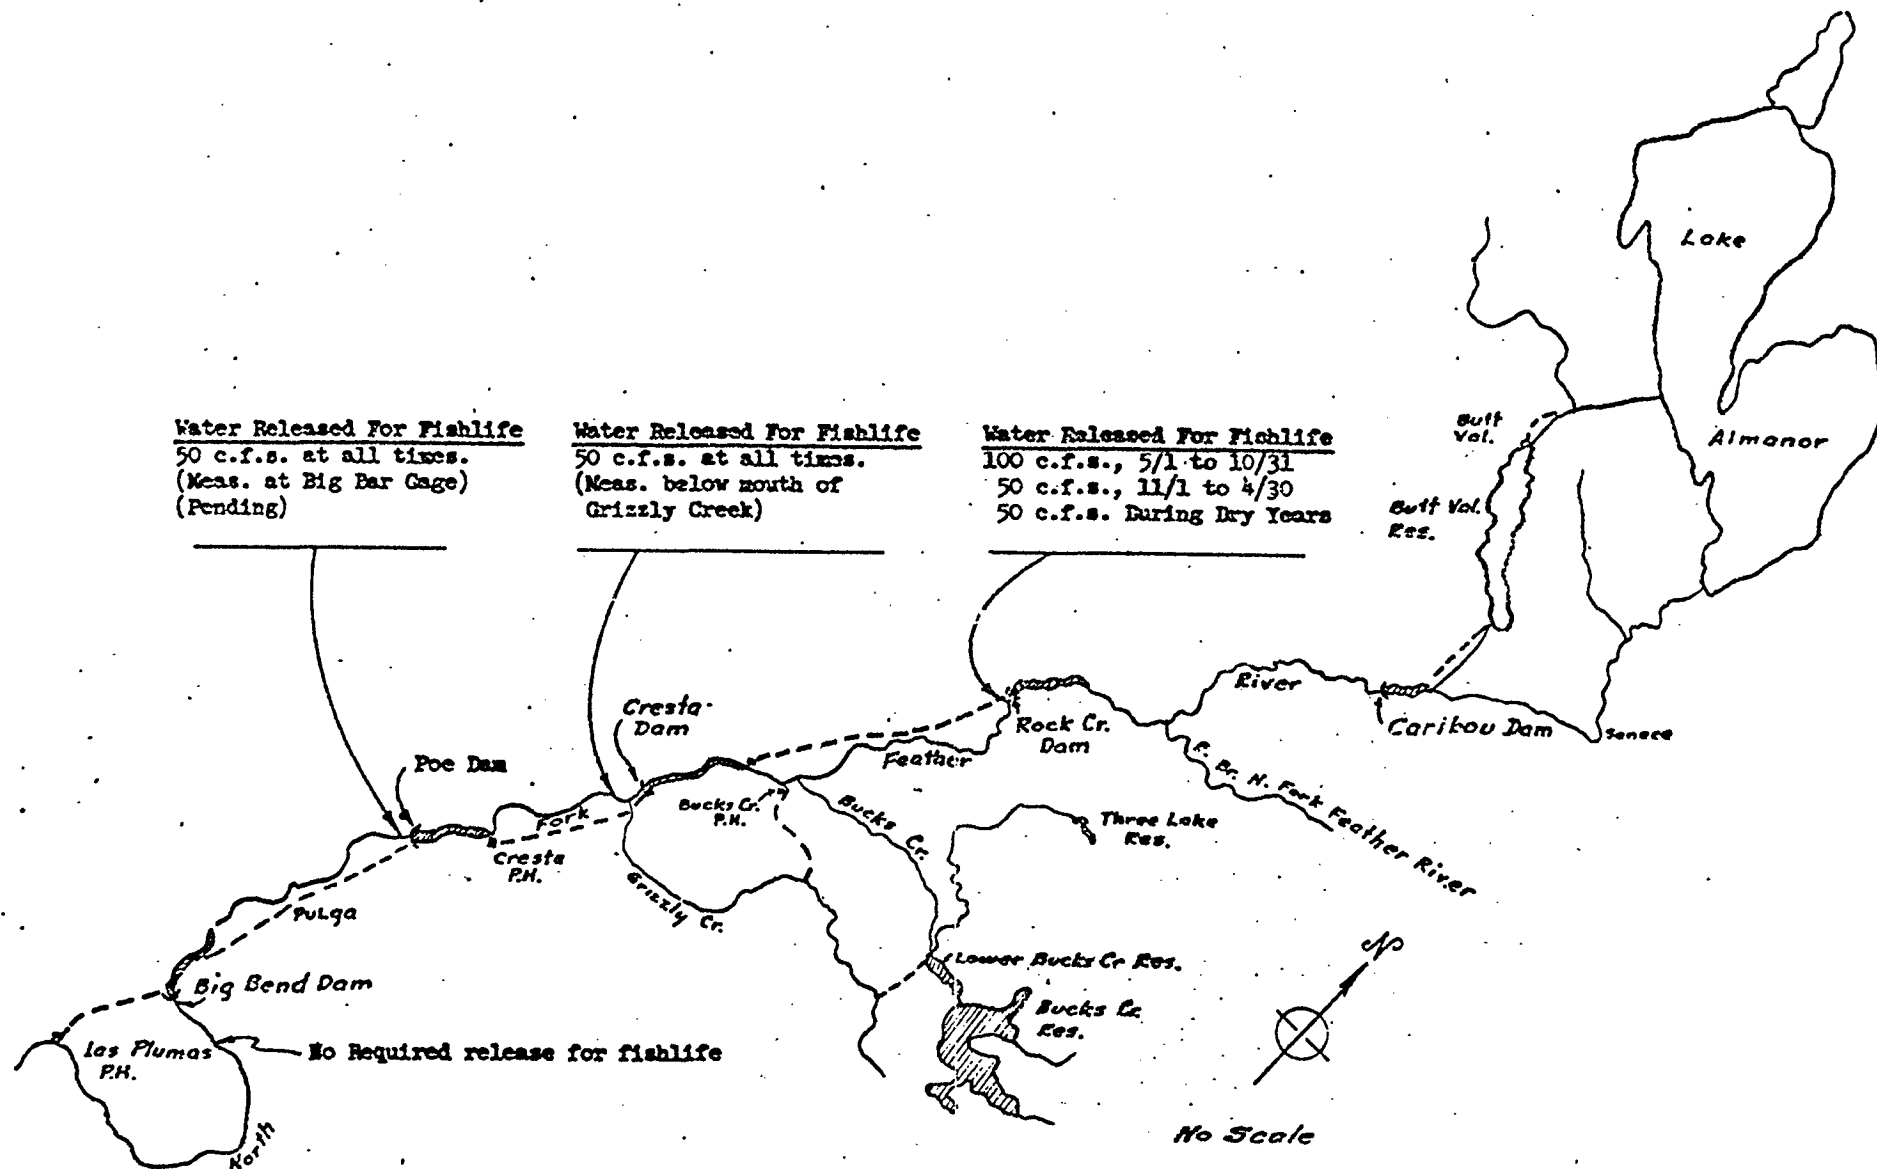 Water Released For Fishlife
50 c.f.s. at all times.
(Meas. at Big Bar Gage)
(Pending)
Water Released For Fishlife
50 c.f.s. at all times.
(Meas. below mouth of
Grizzly Creek)
Water Released For Fishlife
100 c.f.s., 5/1 to 10/31
50 c.f.s., 11/1 to 4/30
50 c.f.s. During Dry Years
Lake
Almanor
Butt
Val.
Butt Val.
Res.
River
Caribou Dam
Seneca
Rock Cr.
Dam
E. Br. N. Fork Feather River
Feather
Cresta
Dam
Poe Dam
Fork
Cresta
P.H.
Bucks Cr.
P.H.
Bucks Cr.
Three Lake
Res.
Grizzly Cr.
Pulga
Lower Bucks Cr Res.
Bucks Cr
Res.
Big Bend Dam
N
las Plumas
P.H.
No Required release for fishlife
North
No Scale